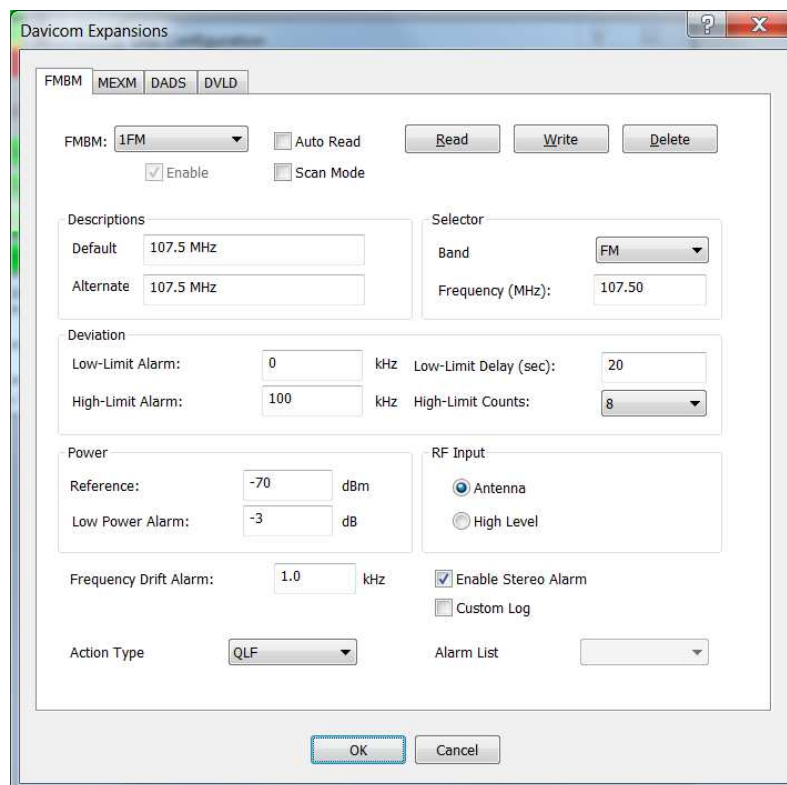 Davicom Expansions
FMBM MEXM DADS DVLD
FMBM: 1FM Auto Read Read Write Delete
Enable Scan Mode
Descriptions Selector
Default 107.5 MHz Band FM
Alternate 107.5 MHz Frequency (MHz): 107.50
Deviation
Low-Limit Alarm: 0 kHz Low-Limit Delay (sec): 20
High-Limit Alarm: 100 kHz High-Limit Counts: 8
Power RF Input
Reference: -70 dBm Antenna
Low Power Alarm: -3 dB High Level
Frequency Drift Alarm: 1.0 kHz Enable Stereo Alarm
Custom Log
Action Type QLF Alarm List
OK Cancel